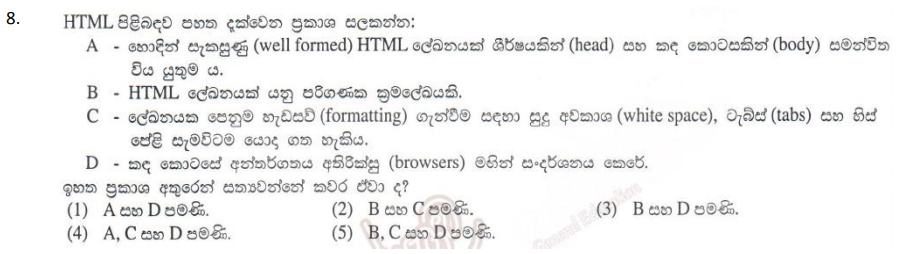 8. HTML පිළිබඳව පහත දැක්වෙන ප්‍රකාශ සලකන්න:
A - හොඳින් සැකසුණු (well formed) HTML ලේඛනයක් ශීර්ෂයකින් (head) සහ කඳ කොටසකින් (body) සමන්විත
විය යුතුම ය.
B - HTML ලේඛනයක් යනු පරිගණක ක්‍රමලේඛයකි.
C - ලේඛනයක පෙනුම හැඩසවි (formatting) ගැන්වීම සඳහා සුදු අවකාශ (white space), ටැබ්ස් (tabs) සහ හිස්
පේළි සැමවිටම යොදා ගත හැකිය.
D - කඳ කොටසේ අන්තර්ගතය අතිරික්සු (browsers) මඟින් සංදර්ශනය කෙරේ.
ඉහත ප්‍රකාශ අතුරෙන් සත්‍යවන්නේ කවර ඒවා ද?
(1) A සහ D පමණි. (2) B සහ C පමණි. (3) B සහ D පමණි.
(4) A, C සහ D පමණි. (5) B, C සහ D පමණි.